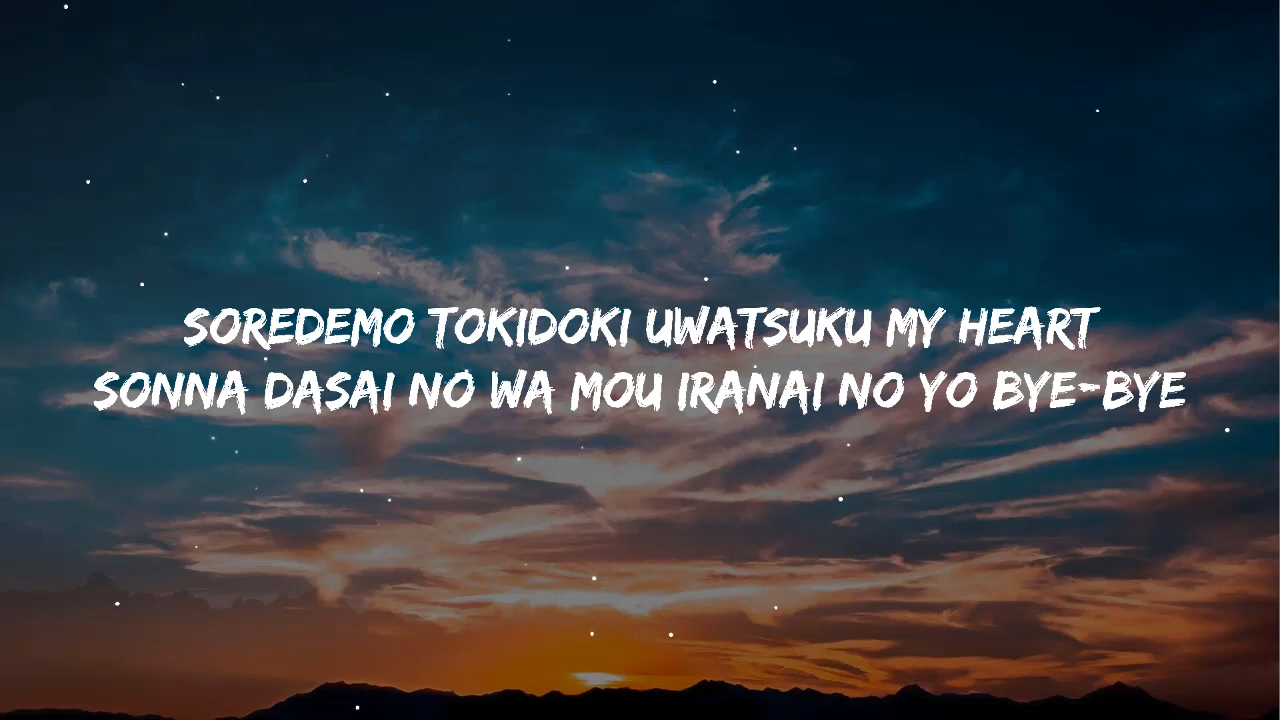 SOREDEMO TOKIDOKI UWATSUKU MY HEART
SONNA DASAI NO WA MOU IRANAI NO YO BYE-BYE